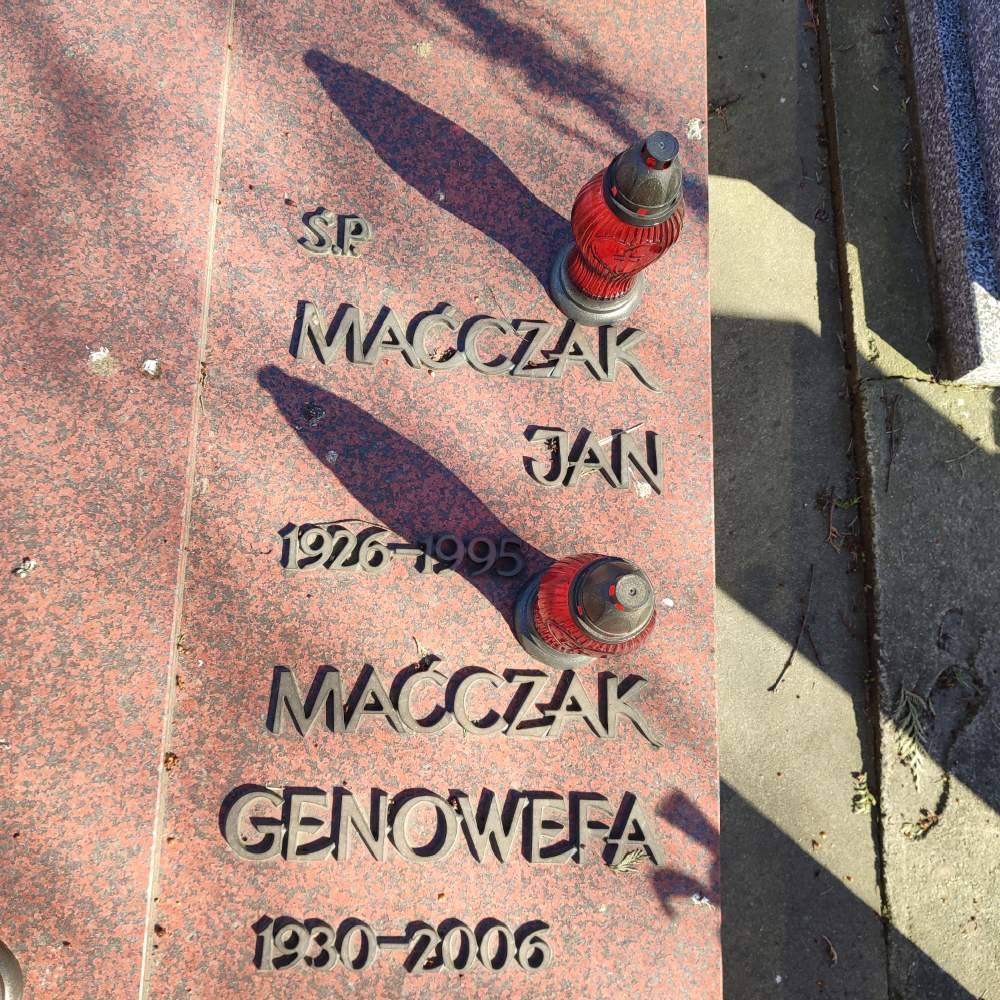 Ś.P.
MAĆCZAK
JAN
1926-1995
MAĆCZAK
GENOWEFA
1930-2006